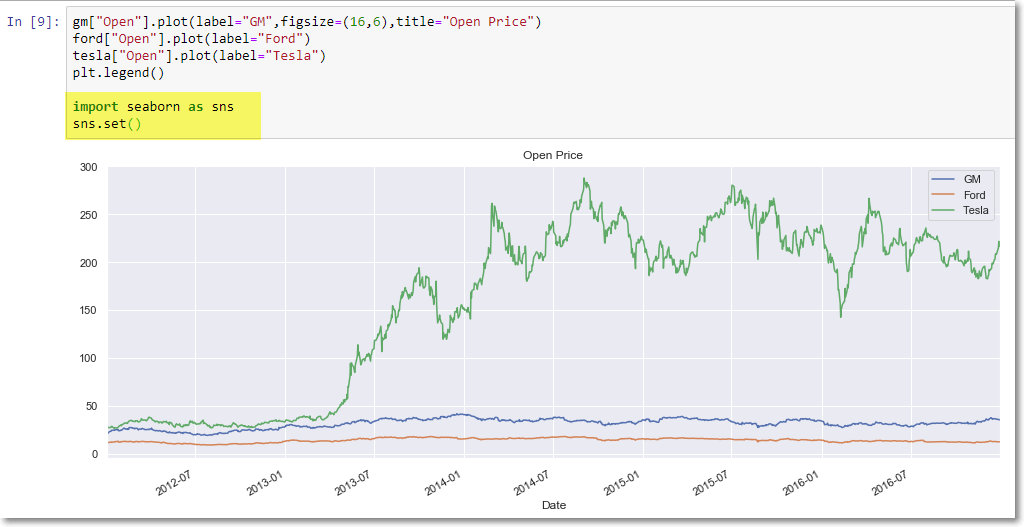 In [9]: gm["Open"].plot(label="GM",figsize=(16,6),title="Open Price")
ford["Open"].plot(label="Ford")
tesla["Open"].plot(label="Tesla")
plt.legend()
import seaborn as sns
sns.set()
Open Price
300
250
200
150
100
50
0
GM
Ford
Tesla
2012-07
2013-01
2013-07
2014-01
2014-07
2015-01
2015-07
2016-01
2016-07
Date